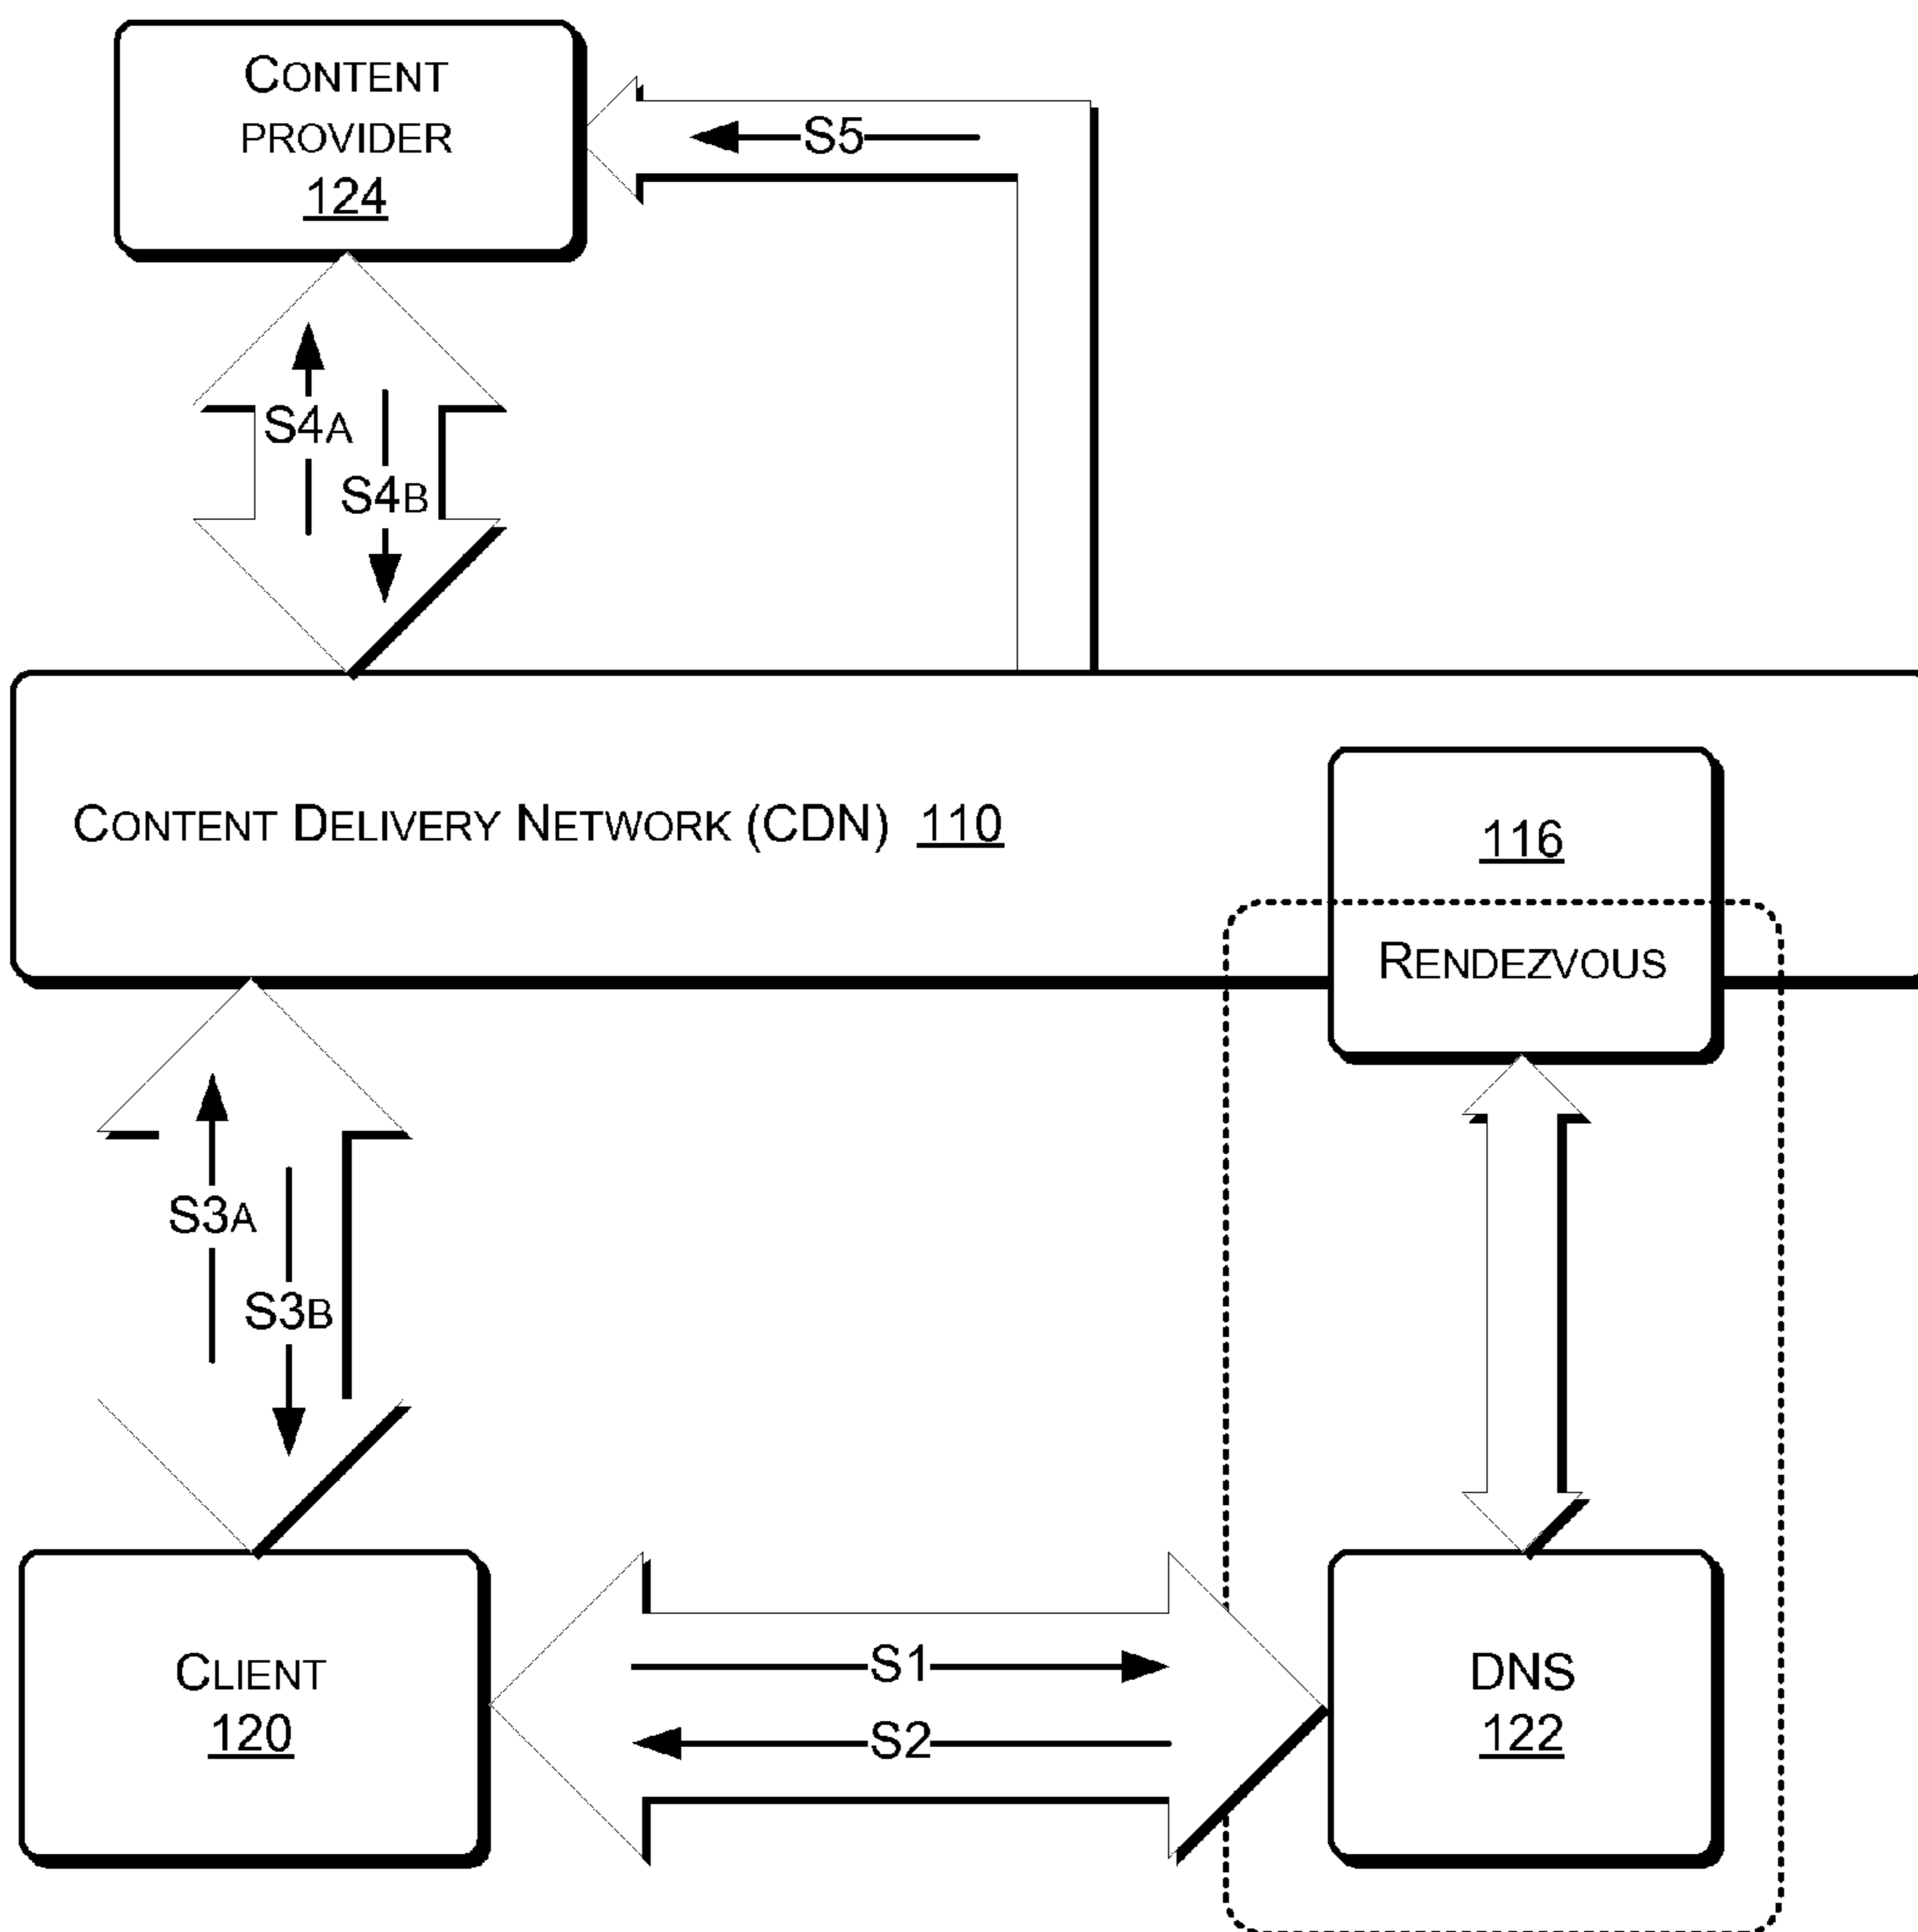 CONTENT
PROVIDER
124
S5
S4A
S4B
CONTENT DELIVERY NETWORK (CDN) 110
116
RENDEZVOUS
S3A
S3B
CLIENT
120
S1
S2
DNS
122